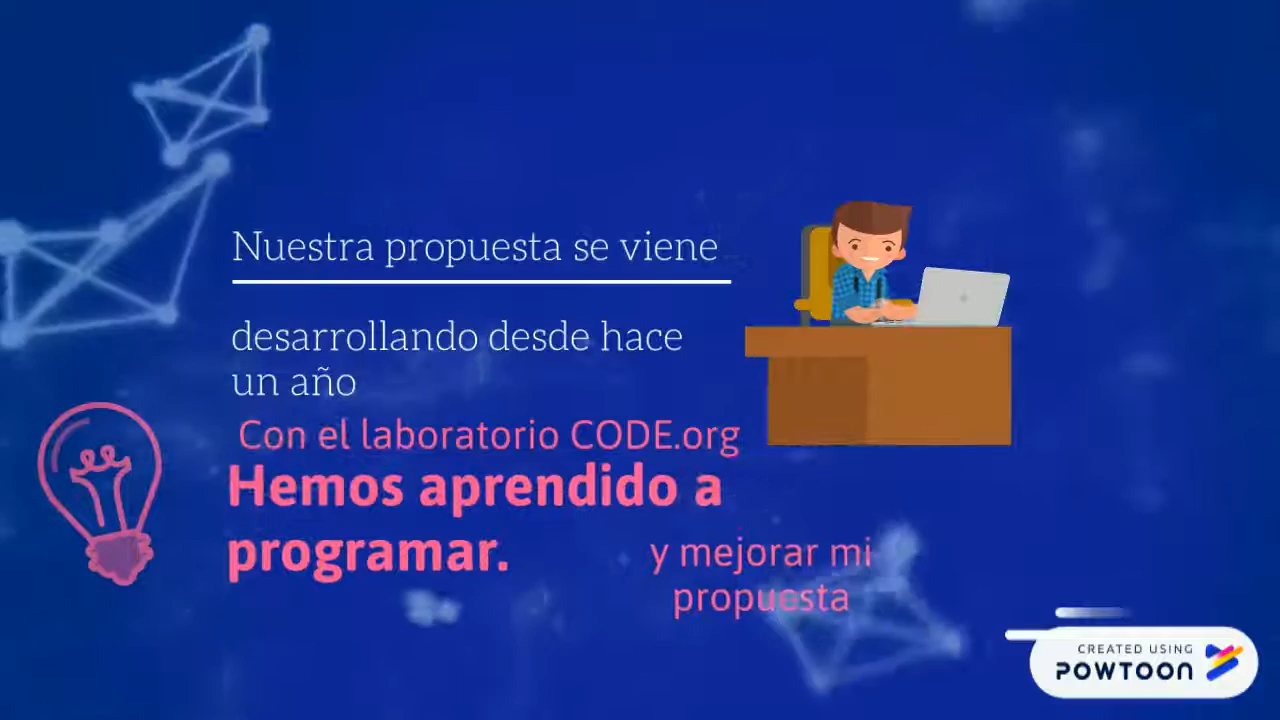 Nuestra propuesta se viene
desarrollando desde hace
un año
Con el laboratorio CODE.org
Hemos aprendido a
programar.
y mejorar mi
propuesta
CREATED USING
POWTOON